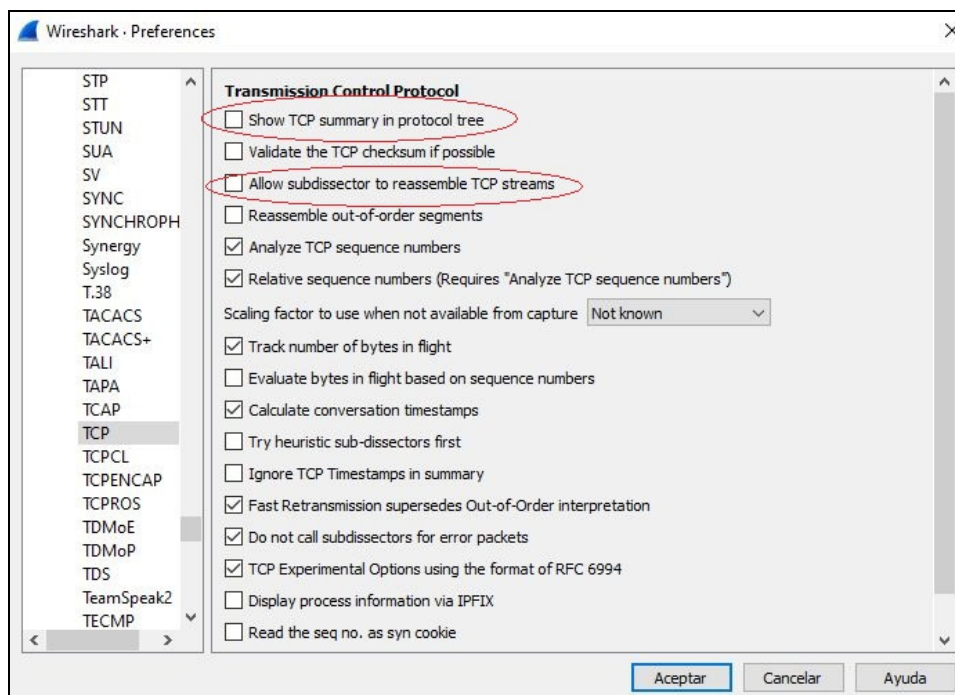 Wireshark · Preferences
STP
STT
STUN
SUA
SV
SYNC
SYNCHROPH
Synergy
Syslog
T.38
TACACS
TACACS+
TALI
TAPA
TCAP
TCP
TCPCL
TCPENCAP
TCPROS
TDMoE
TDMoP
TDS
TeamSpeak2
TECMP
Transmission Control Protocol
Show TCP summary in protocol tree
Validate the TCP checksum if possible
Allow subdissector to reassemble TCP streams
Reassemble out-of-order segments
Analyze TCP sequence numbers
Relative sequence numbers (Requires "Analyze TCP sequence numbers")
Scaling factor to use when not available from capture Not known
Track number of bytes in flight
Evaluate bytes in flight based on sequence numbers
Calculate conversation timestamps
Try heuristic sub-dissectors first
Ignore TCP Timestamps in summary
Fast Retransmission supersedes Out-of-Order interpretation
Do not call subdissectors for error packets
TCP Experimental Options using the format of RFC 6994
Display process information via IPFIX
Read the seq no. as syn cookie
Aceptar Cancelar Ayuda